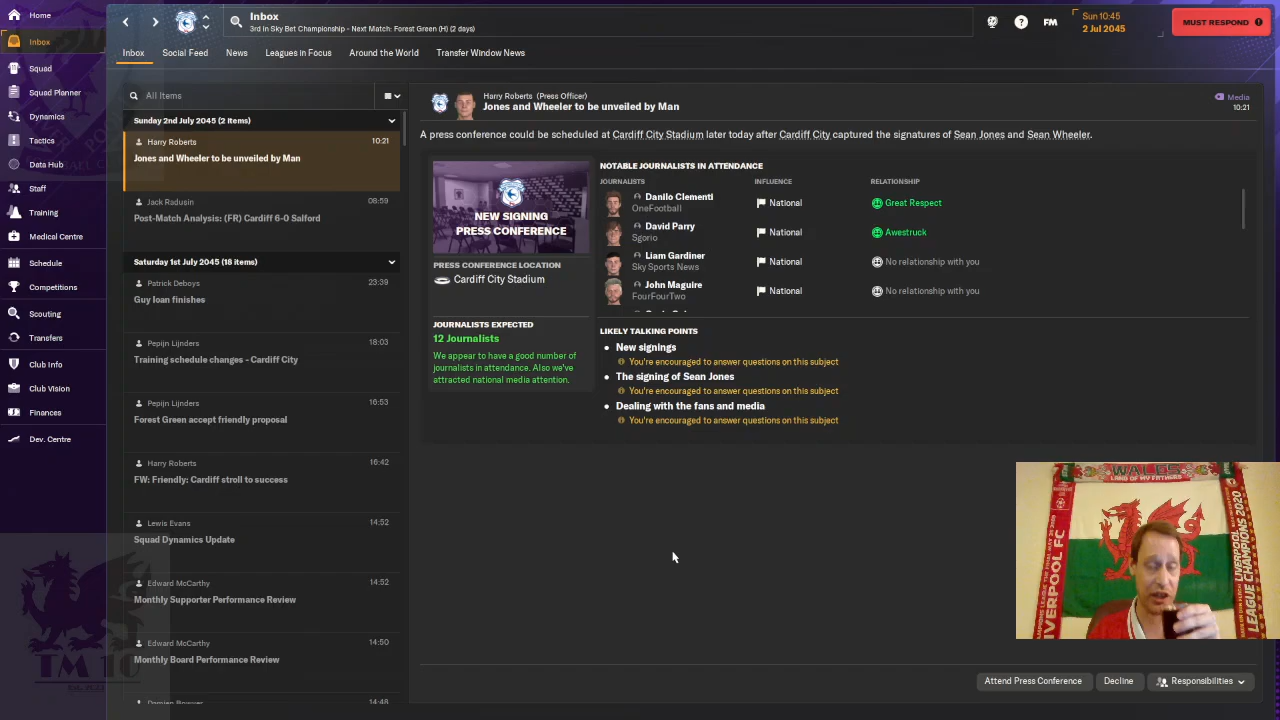 Home
Inbox
Squad
Squad Planner
Dynamics
Tactics
Data Hub
Staff
Training
Medical Centre
Schedule
Competitions
Scouting
Transfers
Club Info
Club Vision
Finances
Dev. Centre
TM 10
Inbox
3rd in Sky Bet Championship - Next Match: Forest Green (H) (2 days)
FM
Sun 10:45
2 Jul 2045
MUST RESPOND
Inbox Social Feed News Leagues in Focus Around the World Transfer Window News
All Items
Sunday 2nd July 2045 (2 items)
Harry Roberts 10:21
Jones and Wheeler to be unveiled by Man
Jack Radusin 08:59
Post-Match Analysis: (FR) Cardiff 6-0 Salford
Saturday 1st July 2045 (18 items)
Patrick Deboys 23:39
Guy loan finishes
Pepijn Lijnders 18:03
Training schedule changes - Cardiff City
Pepijn Lijnders 16:53
Forest Green accept friendly proposal
Harry Roberts 16:42
FW: Friendly: Cardiff stroll to success
Lewis Evans 14:52
Squad Dynamics Update
Edward McCarthy 14:52
Monthly Supporter Performance Review
Edward McCarthy 14:50
Monthly Board Performance Review
14:48
Harry Roberts (Press Officer)
Jones and Wheeler to be unveiled by Man
Media
10:21
A press conference could be scheduled at Cardiff City Stadium later today after Cardiff City captured the signatures of Sean Jones and Sean Wheeler.
NEW SIGNING
PRESS CONFERENCE
PRESS CONFERENCE LOCATION
Cardiff City Stadium
JOURNALISTS EXPECTED
12 Journalists
We appear to have a good number of
journalists in attendance. Also we've
attracted national media attention.
NOTABLE JOURNALISTS IN ATTENDANCE
JOURNALISTS INFLUENCE RELATIONSHIP
Danilo Clementi
OneFootball
National
Great Respect
David Parry
Sgorio
National
Awestruck
Liam Gardiner
Sky Sports News
National
No relationship with you
John Maguire
FourFourTwo
National
No relationship with you
LIKELY TALKING POINTS
New signings
You're encouraged to answer questions on this subject
The signing of Sean Jones
You're encouraged to answer questions on this subject
Dealing with the fans and media
You're encouraged to answer questions on this subject
WALES
LAND OF MY FATHERS
LIVERPOOL FC
LIVERPOOL
LEAGUE CHAMPIONS 2020
Attend Press Conference
Decline
Responsibilities